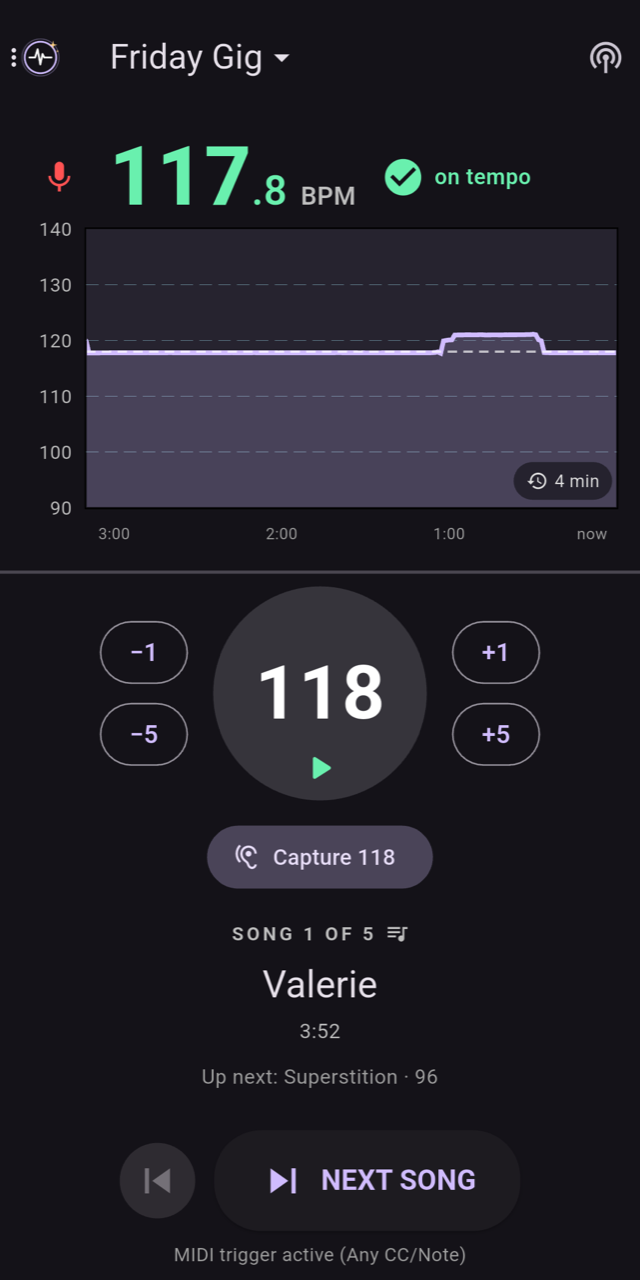 Friday Gig
117.8 BPM on tempo
140
130
120
110
100
90
4 min
3:00 2:00 1:00 now
−1 118 +1
−5 +5
Capture 118
SONG 1 OF 5
Valerie
3:52
Up next: Superstition · 96
NEXT SONG
MIDI trigger active (Any CC/Note)